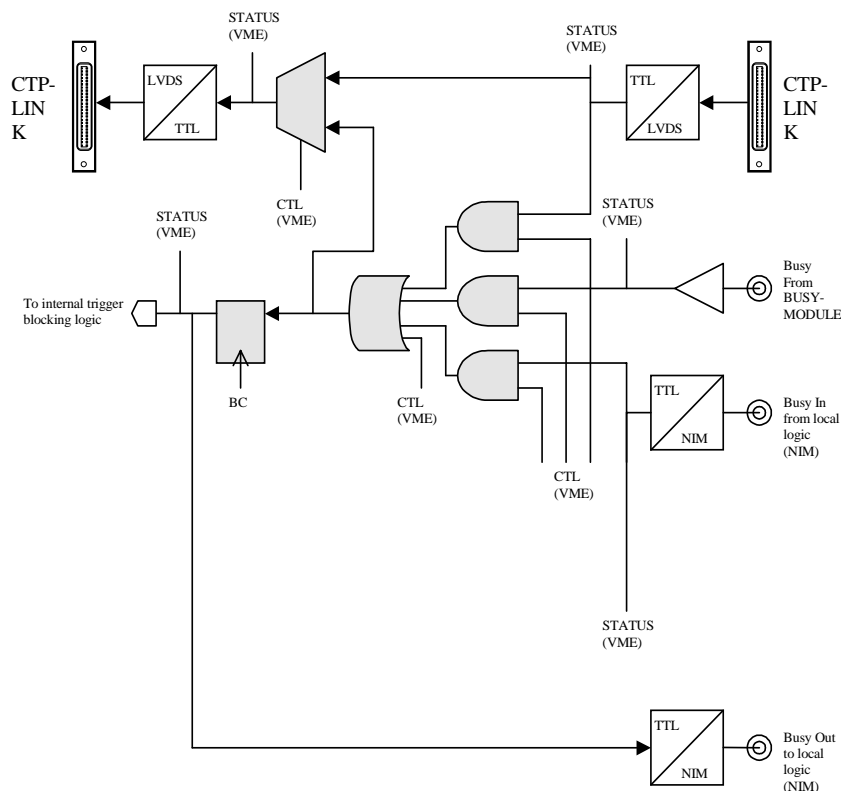 STATUS
(VME)
STATUS
(VME)
CTP-
LIN
K
LVDS
TTL
TTL
LVDS
CTP-
LIN
K
CTL
(VME)
STATUS
(VME)
STATUS
(VME)
Busy
From
BUSY-
MODULE
To internal trigger
blocking logic
BC
CTL
(VME)
TTL
NIM
Busy In
from local
logic
(NIM)
CTL
(VME)
STATUS
(VME)
TTL
NIM
Busy Out
to local
logic
(NIM)